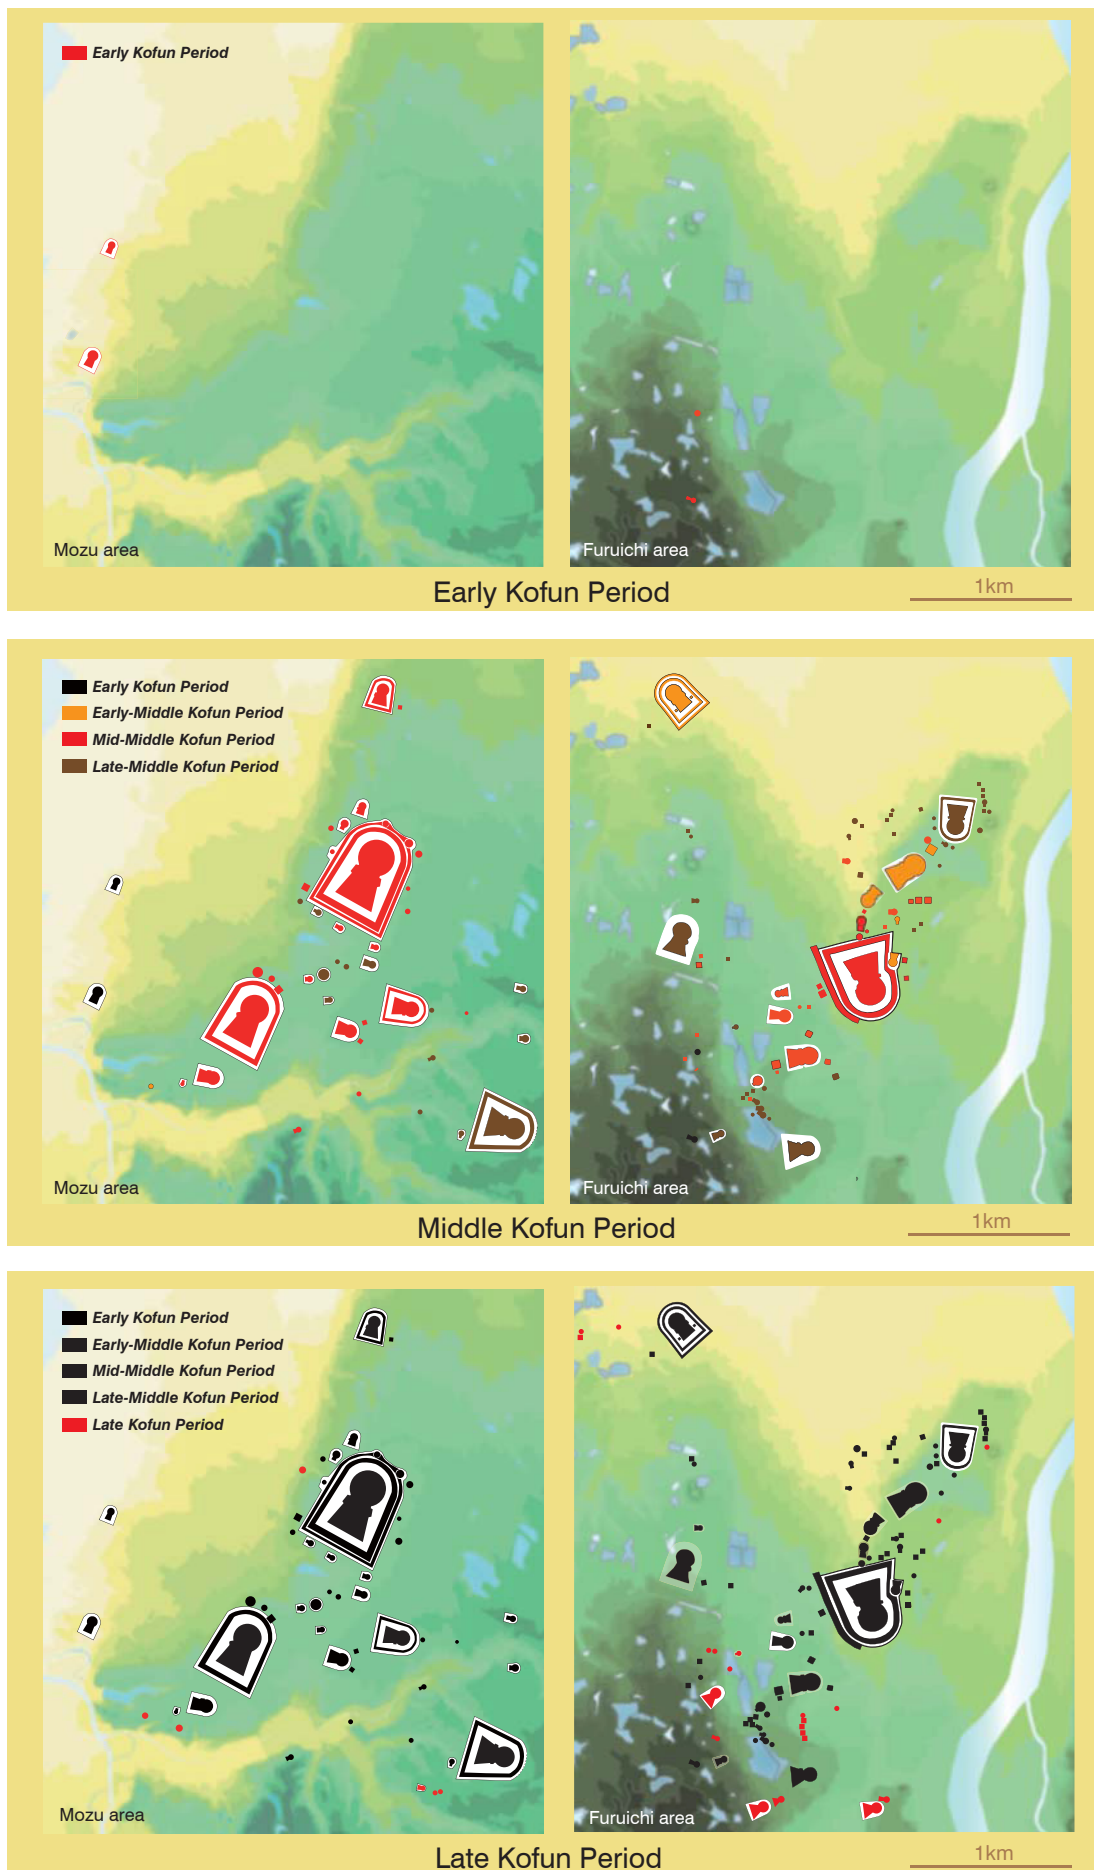 Early Kofun Period
Mozu area
Furuichi area
Early Kofun Period
1km
Early Kofun Period
Early-Middle Kofun Period
Mid-Middle Kofun Period
Late-Middle Kofun Period
Mozu area
Furuichi area
Middle Kofun Period
1km
Early Kofun Period
Early-Middle Kofun Period
Mid-Middle Kofun Period
Late-Middle Kofun Period
Late Kofun Period
Mozu area
Furuichi area
Late Kofun Period
1km